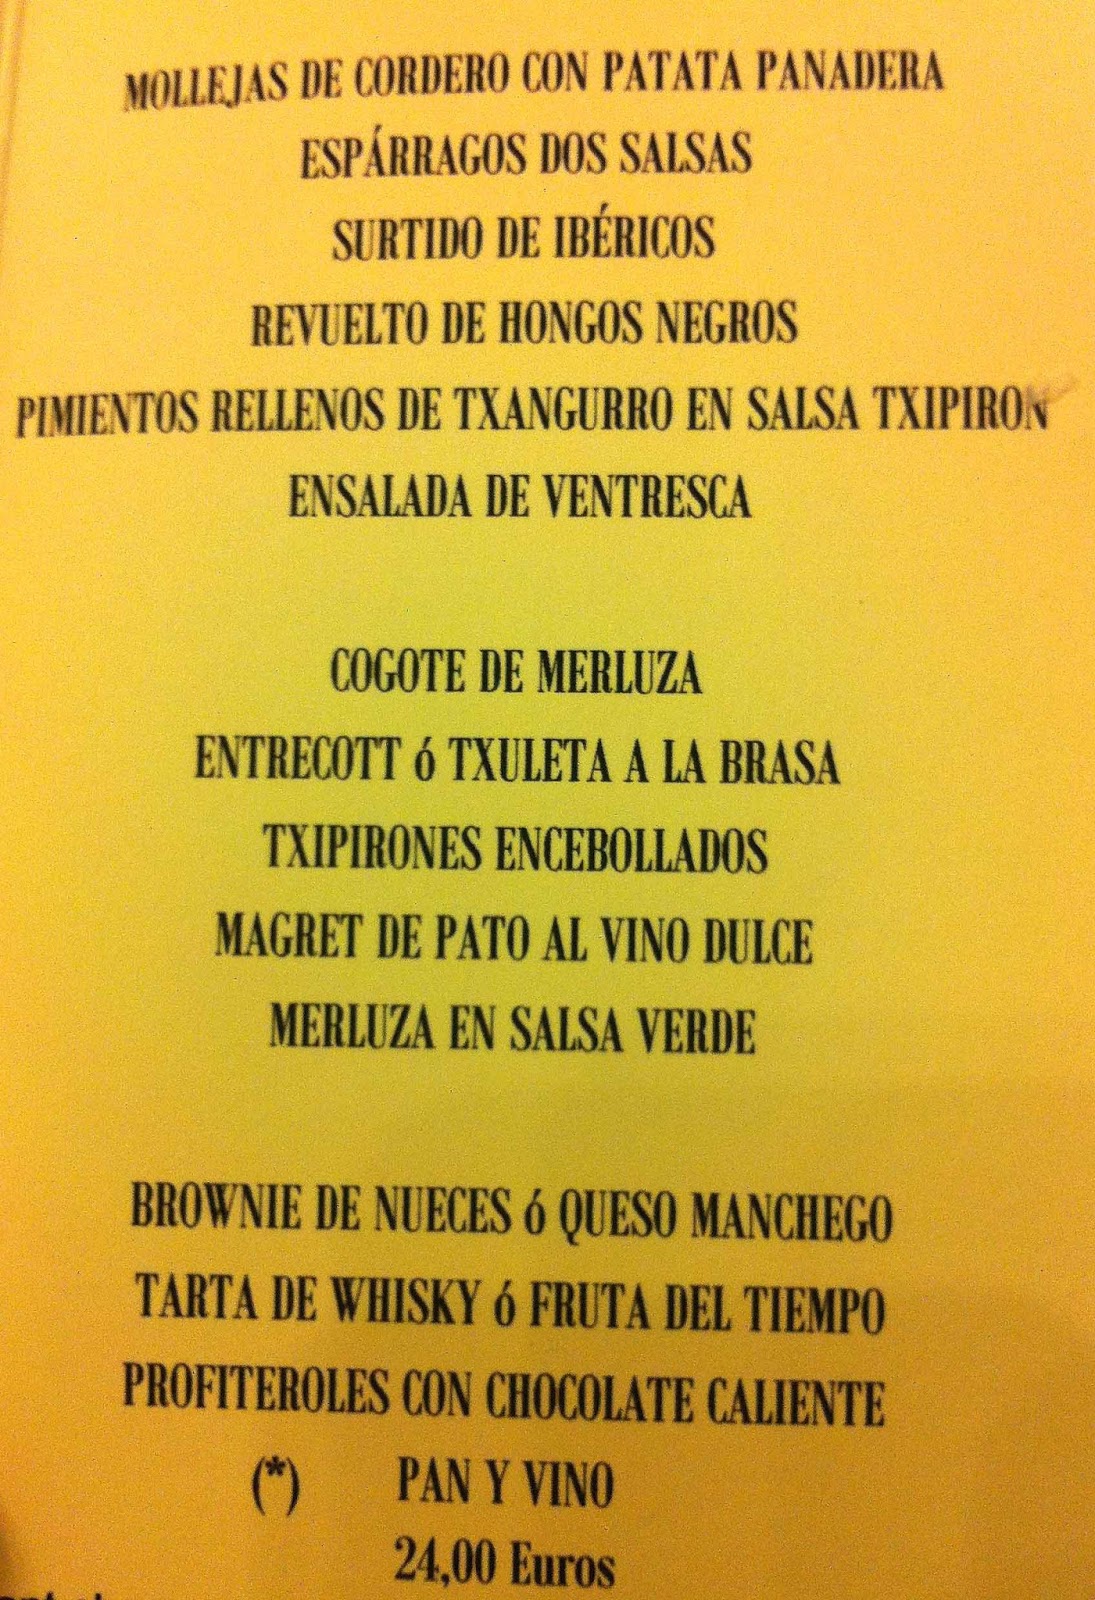 MOLLEJAS DE CORDERO CON PATATA PANADERA
ESPÁRRAGOS DOS SALSAS
SURTIDO DE IBÉRICOS
REVUELTO DE HONGOS NEGROS
PIMIENTOS RELLENOS DE TXANGURRO EN SALSA TXIPIRON
ENSALADA DE VENTRESCA
COGOTE DE MERLUZA
ENTRECOTT ó TXULETA A LA BRASA
TXIPIRONES ENCEBOLLADOS
MAGRET DE PATO AL VINO DULCE
MERLUZA EN SALSA VERDE
BROWNIE DE NUECES ó QUESO MANCHEGO
TARTA DE WHISKY ó FRUTA DEL TIEMPO
PROFITEROLES CON CHOCOLATE CALIENTE
(*) PAN Y VINO
24,00 Euros